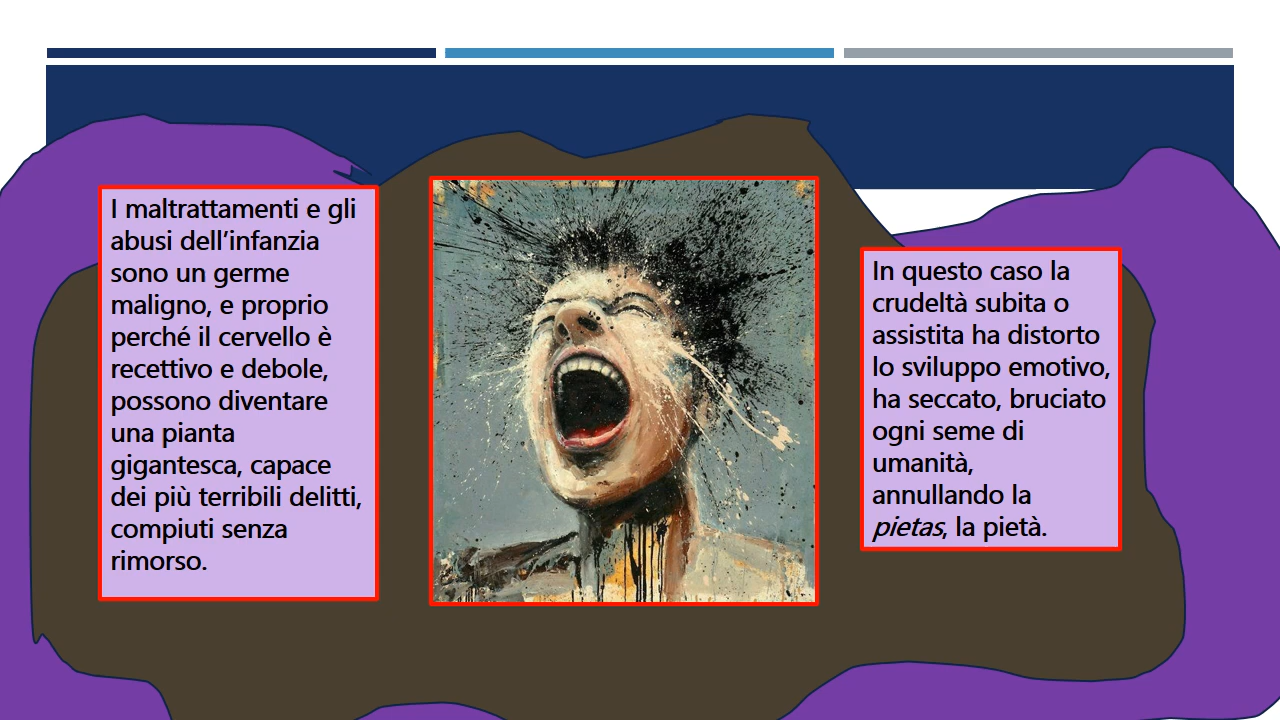 I maltrattamenti e gli
abusi dell’infanzia
sono un germe
maligno, e proprio
perché il cervello è
recettivo e debole,
possono diventare
una pianta
gigantesca, capace
dei più terribili delitti,
compiuti senza
rimorso.
In questo caso la
crudeltà subita o
assistita ha distorto
lo sviluppo emotivo,
ha seccato, bruciato
ogni seme di
umanità,
annullando la
pietas, la pietà.